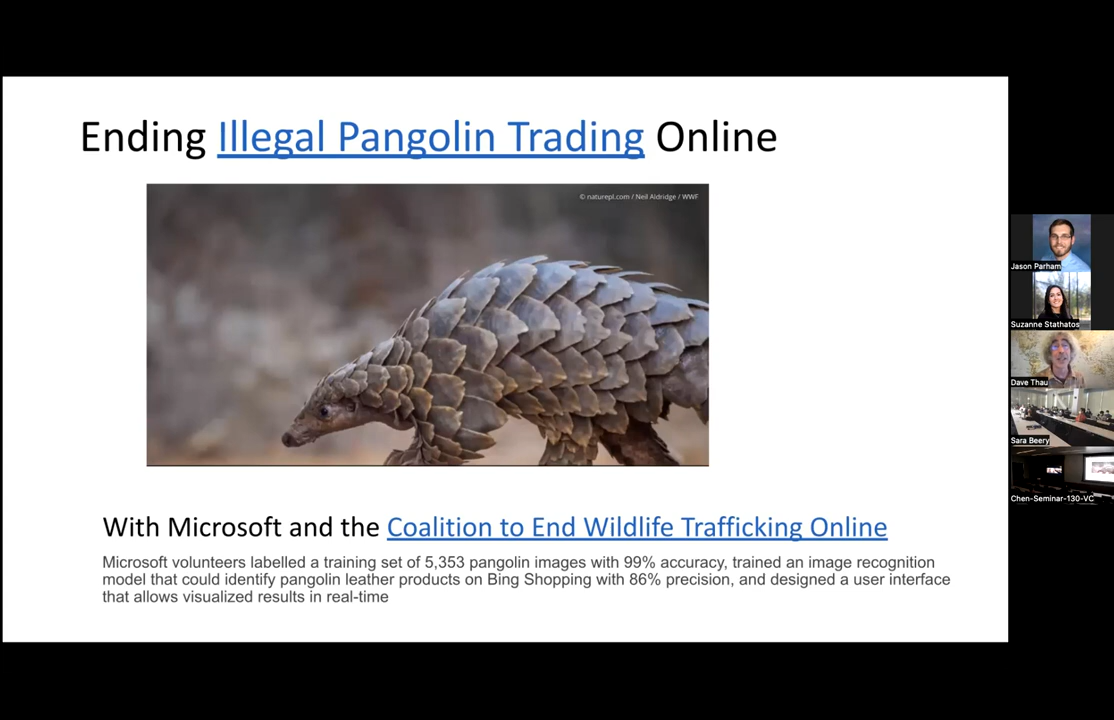 Ending Illegal Pangolin Trading Online
© naturepl.com / Neil Aldridge / WWF
With Microsoft and the Coalition to End Wildlife Trafficking Online
Microsoft volunteers labelled a training set of 5,353 pangolin images with 99% accuracy, trained an image recognition
model that could identify pangolin leather products on Bing Shopping with 86% precision, and designed a user interface
that allows visualized results in real-time
Jason Parham
Suzanne Stathatos
Dave Thau
Sara Beery
Chen-Seminar-130-VC